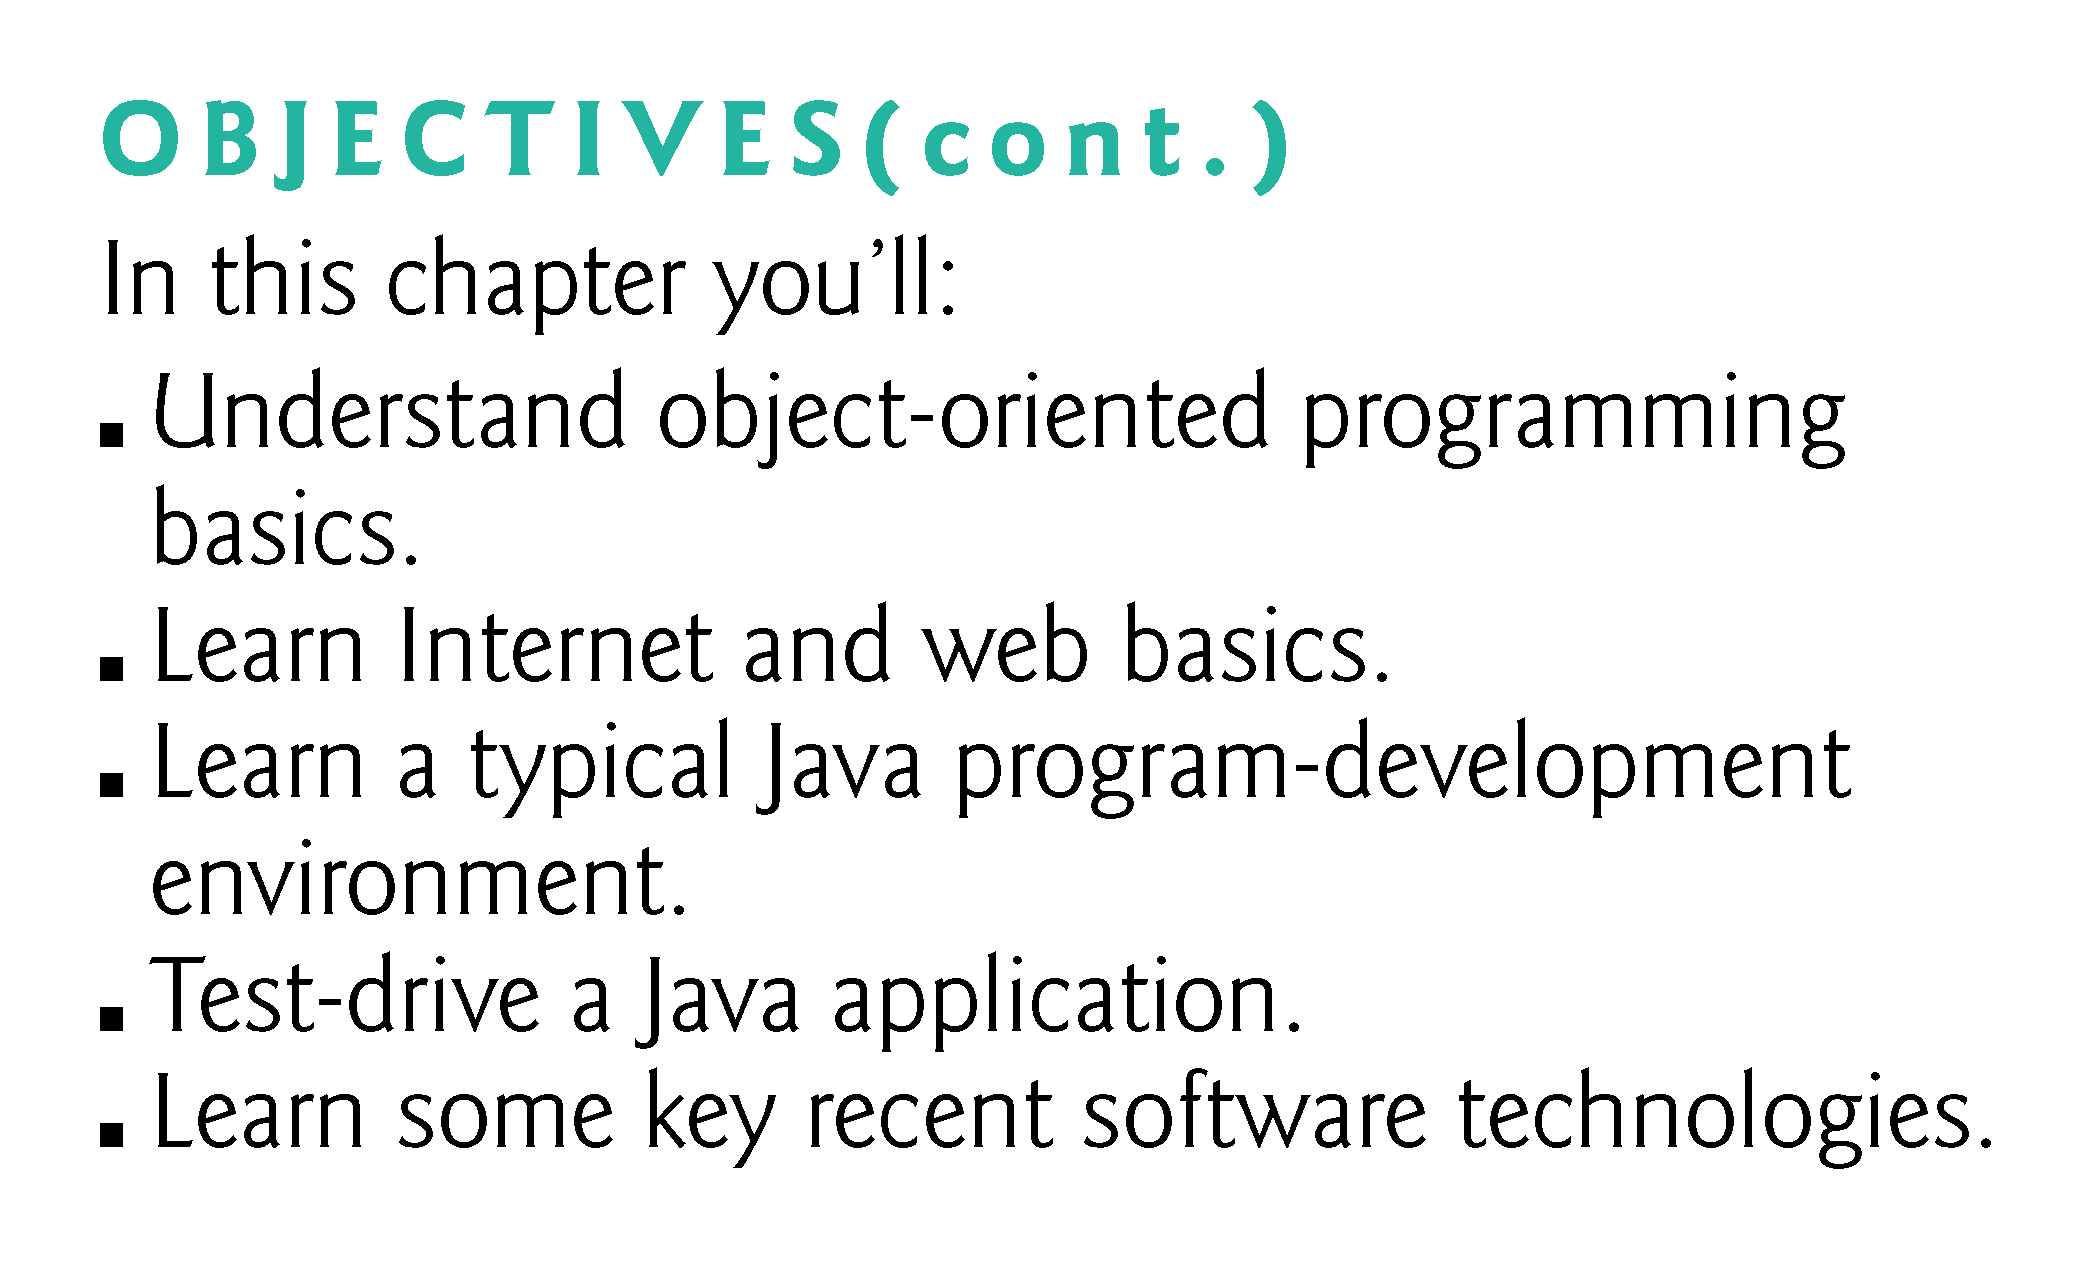 OBJECTIVES(cont.)
In this chapter you’ll:
▪ Understand object-oriented programming
basics.
▪ Learn Internet and web basics.
▪ Learn a typical Java program-development
environment.
▪ Test-drive a Java application.
▪ Learn some key recent software technologies.